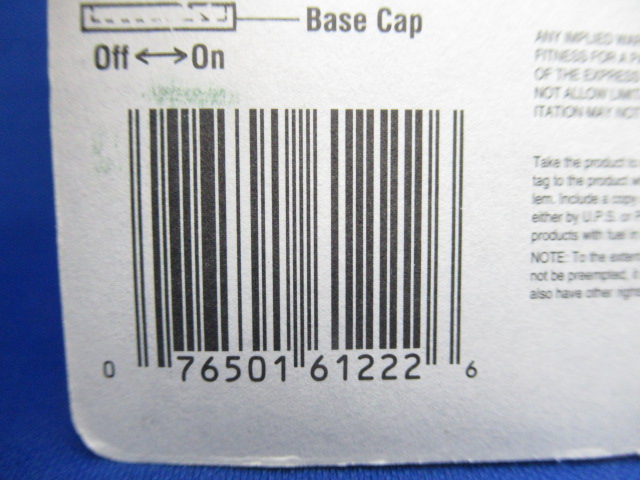 Base Cap
Off ↔ On
ANY IMPLIED WAR
FITNESS FOR A P
OF THE EXPRESS
NOT ALLOW LIMIT
ITATION MAY NOT
Take the product to
tag to the product w
lem. Include a copy
either by U.P.S. or
products with fuel in
NOTE: To the extent
not be preempted, it
also have other right
0 76501 61222 6